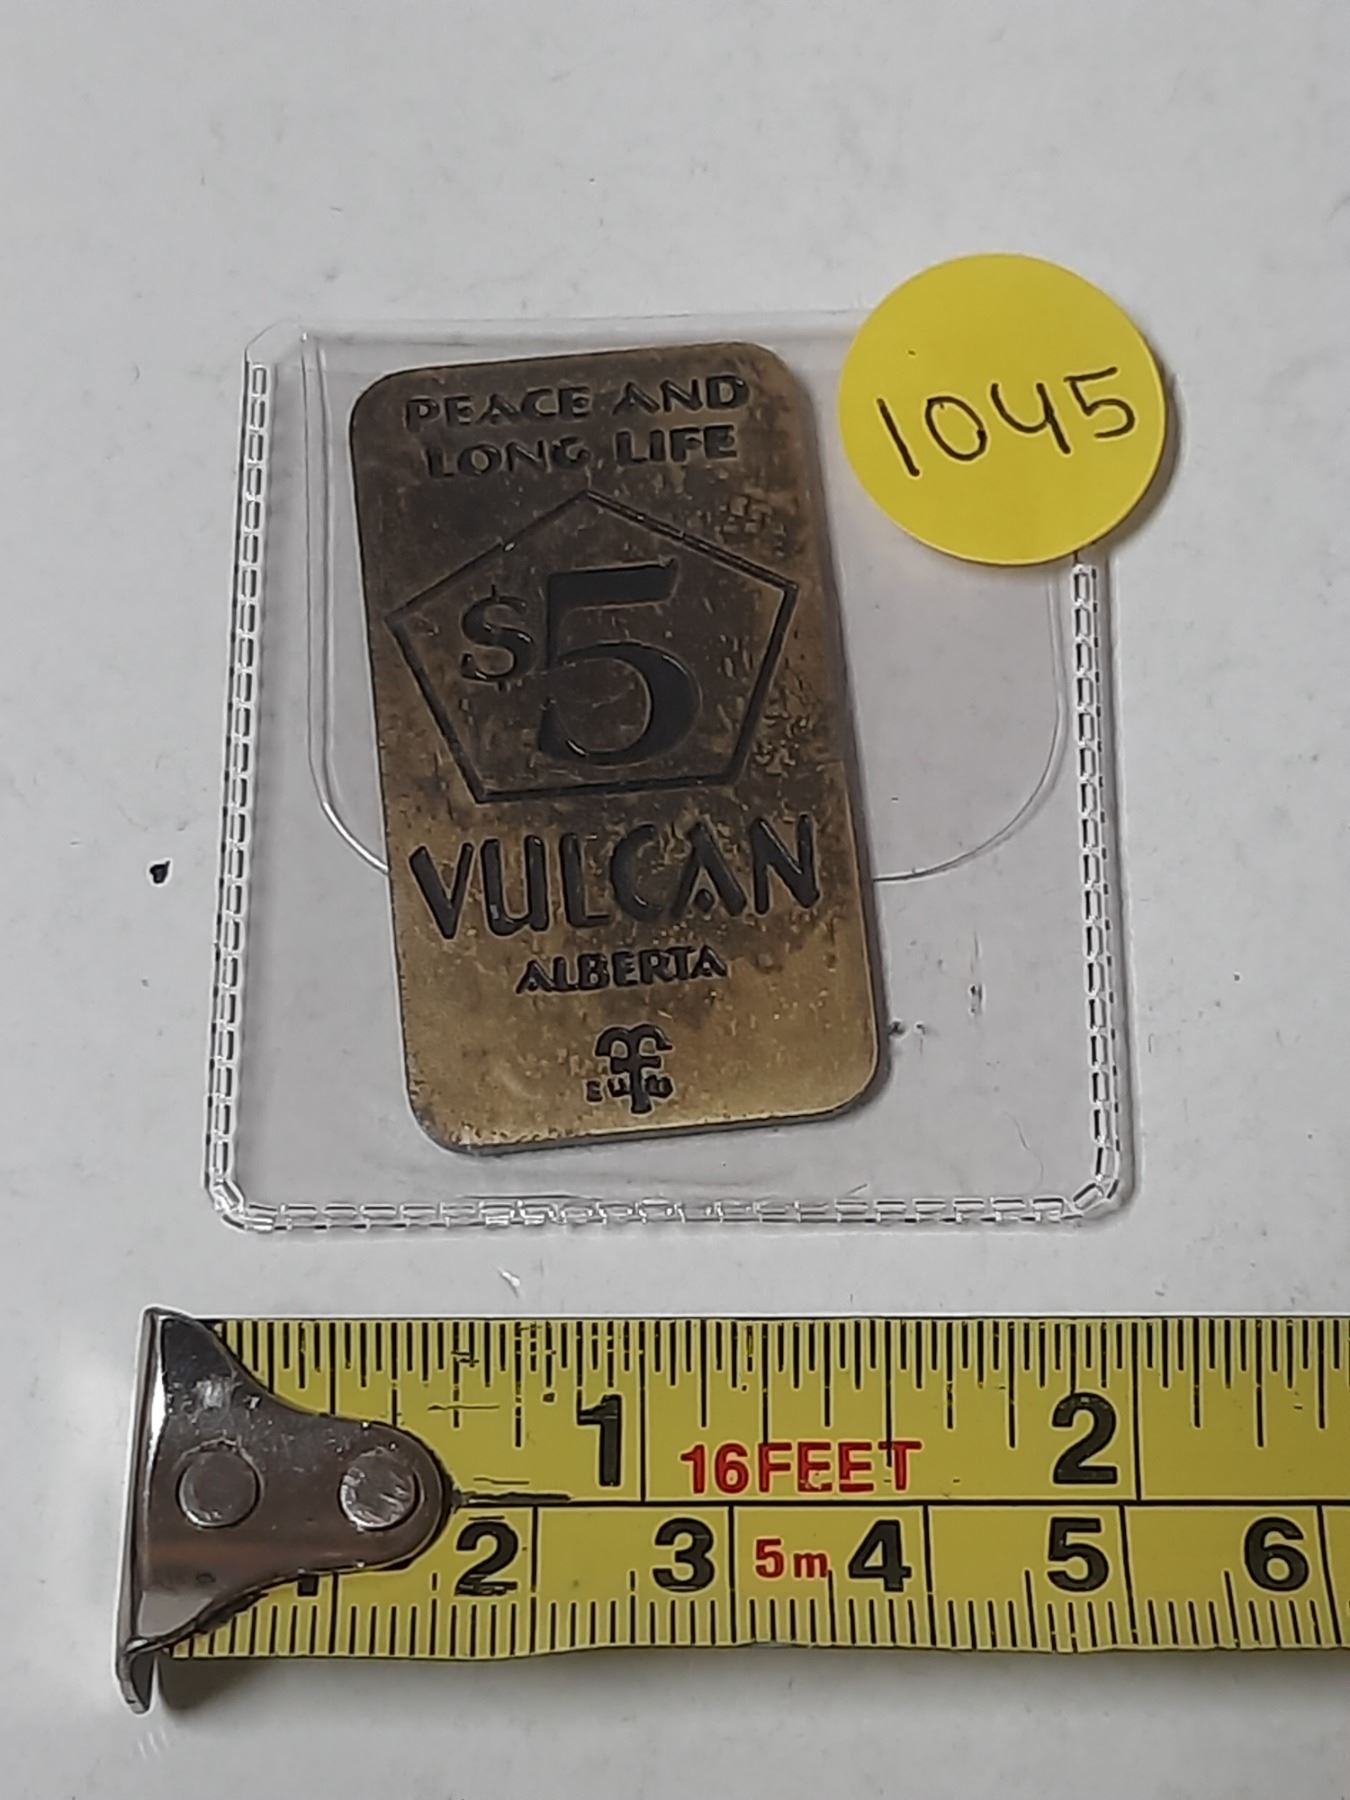 PEACE AND
LONG LIFE
$5
VULCAN
ALBERTA
1045
1 2
16FEET
2 3 4 5 6
5m